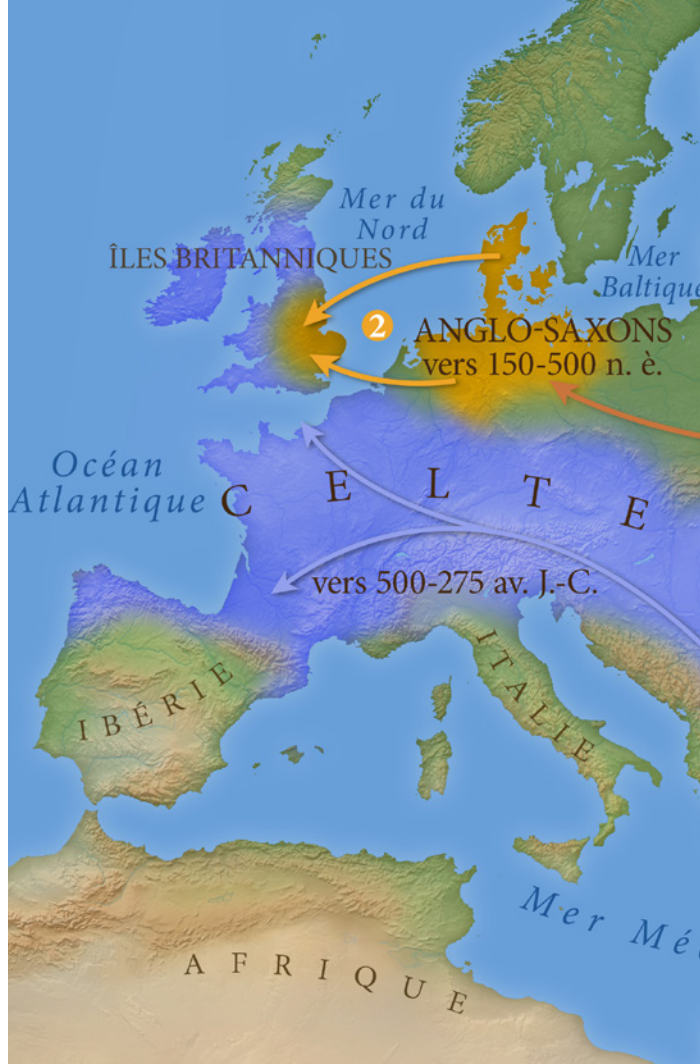 Mer du
Nord
ÎLES BRITANNIQUES
Mer
Baltique
2
ANGLO-SAXONS
vers 150-500 n. è.
Océan
Atlantique
C E L T E
vers 500-275 av. J.-C.
IBÉRIE
ITALIE
Mer Mé
AFRIQUE